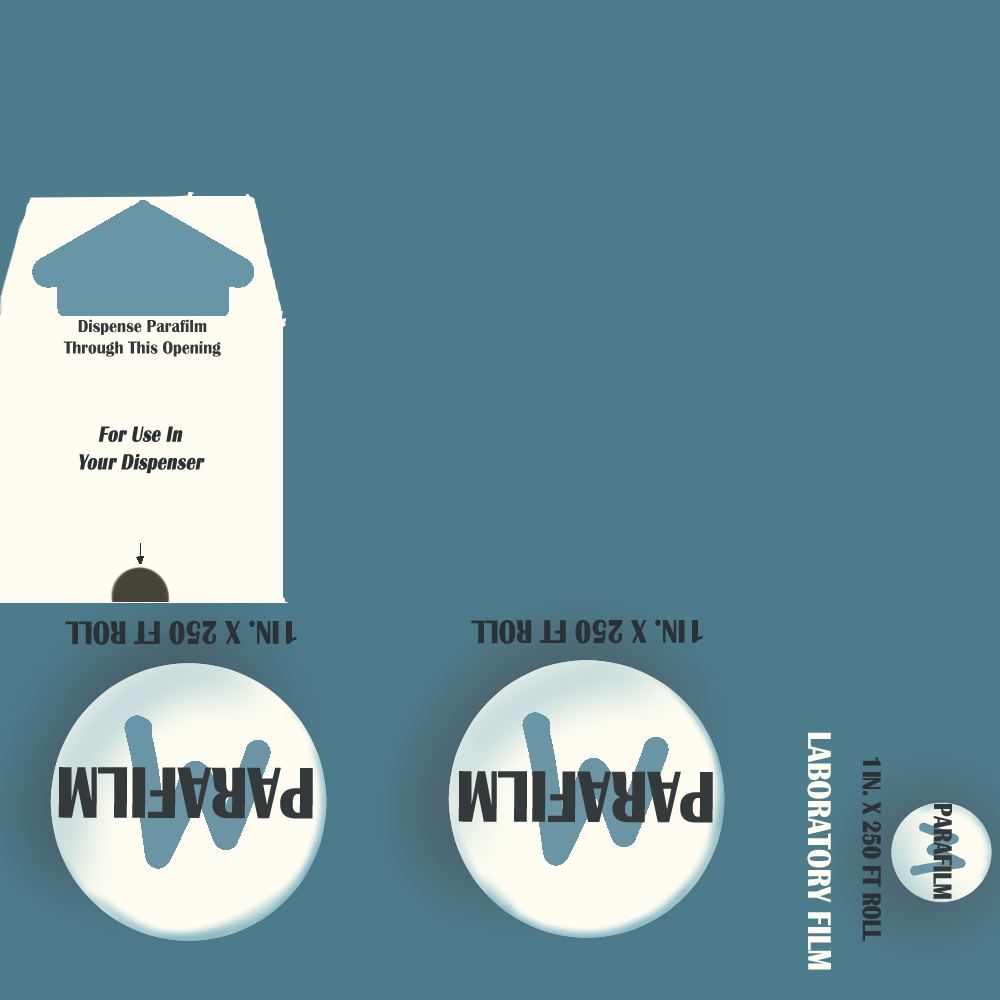 Dispense Parafilm
Through This Opening
For Use In
Your Dispenser
1 IN. X 250 FT ROLL
PARAFILM
M
1 IN. X 250 FT ROLL
PARAFILM
M
LABORATORY FILM
1 IN. X 250 FT ROLL
PARAFILM
M